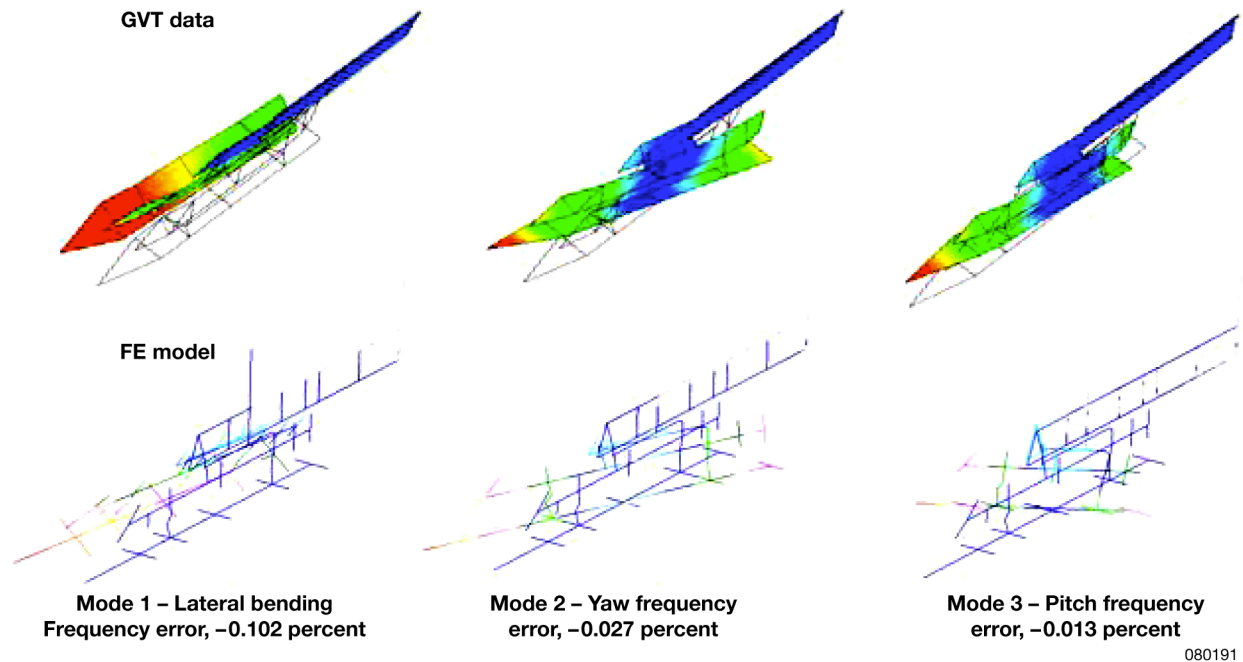 GVT data
FE model
Mode 1 – Lateral bending
Frequency error, –0.102 percent
Mode 2 – Yaw frequency
error, –0.027 percent
Mode 3 – Pitch frequency
error, –0.013 percent
080191